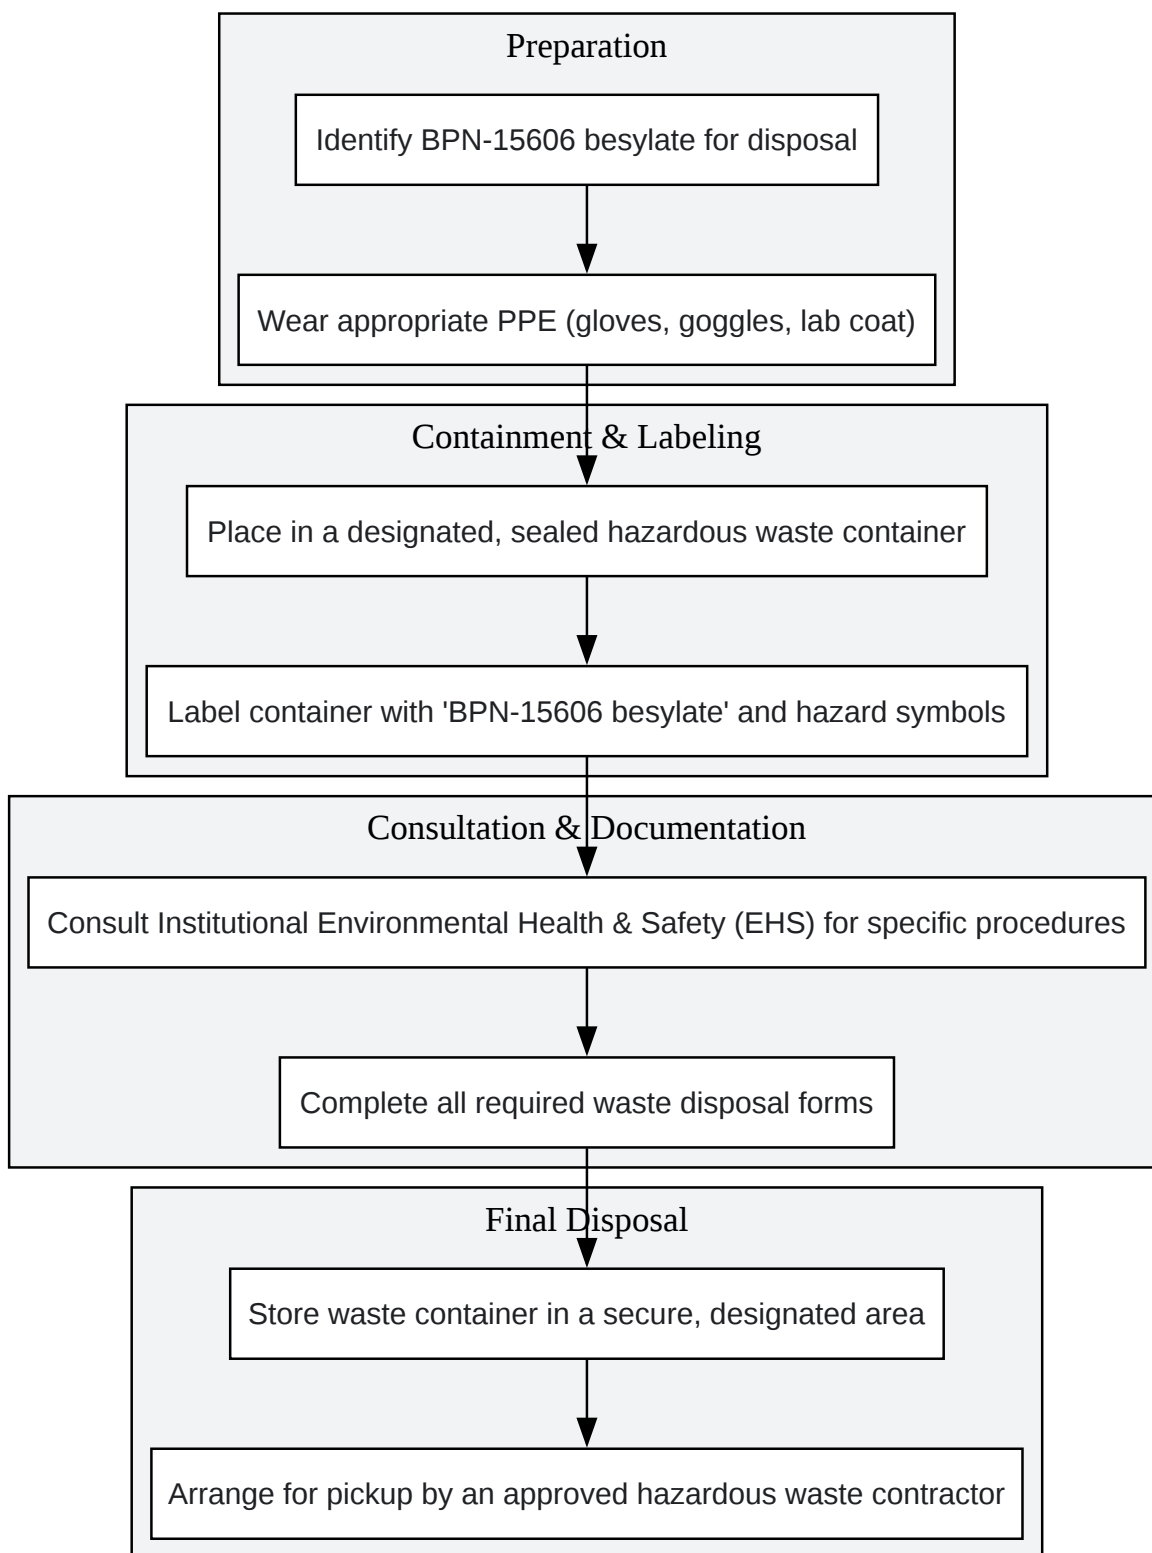 Preparation
Identify BPN-15606 besylate for disposal
Wear appropriate PPE (gloves, goggles, lab coat)
Containment & Labeling
Place in a designated, sealed hazardous waste container
Label container with 'BPN-15606 besylate' and hazard symbols
Consultation & Documentation
Consult Institutional Environmental Health & Safety (EHS) for specific procedures
Complete all required waste disposal forms
Final Disposal
Store waste container in a secure, designated area
Arrange for pickup by an approved hazardous waste contractor